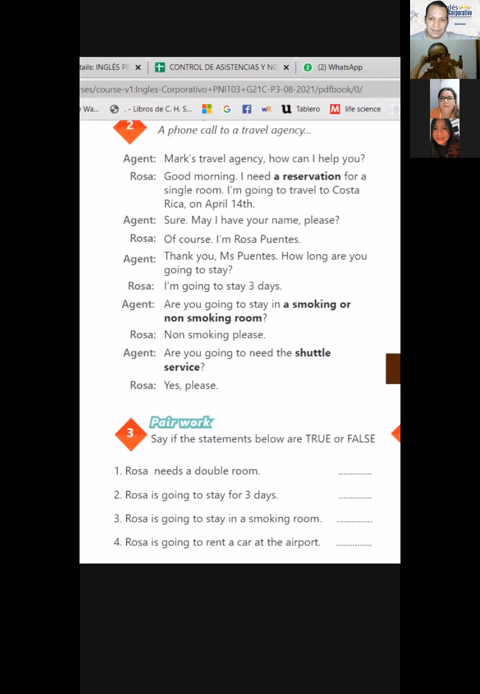 tails: INGLÉS PR
CONTROL DE ASISTENCIAS Y NO
(2) WhatsApp
ses/course-v1:Ingles-Corporativo+PNIT03+G21C-P3-08-2021/pdfbook/0/
e Wa...
. - Libros de C. H. S...
Tablero
life science
2
A phone call to a travel agency...
Agent: Mark's travel agency, how can I help you?
Rosa: Good morning. I need a reservation for a
single room. I'm going to travel to Costa
Rica, on April 14th.
Agent: Sure. May I have your name, please?
Rosa: Of course. I'm Rosa Puentes.
Agent: Thank you, Ms Puentes. How long are you
going to stay?
Rosa: I'm going to stay 3 days.
Agent: Are you going to stay in a smoking or
non smoking room?
Rosa: Non smoking please.
Agent: Are you going to need the shuttle
service?
Rosa: Yes, please.
Pair work
3
Say if the statements below are TRUE or FALSE
1. Rosa needs a double room. ..............
2. Rosa is going to stay for 3 days. ..............
3. Rosa is going to stay in a smoking room. ..............
4. Rosa is going to rent a car at the airport. ..............